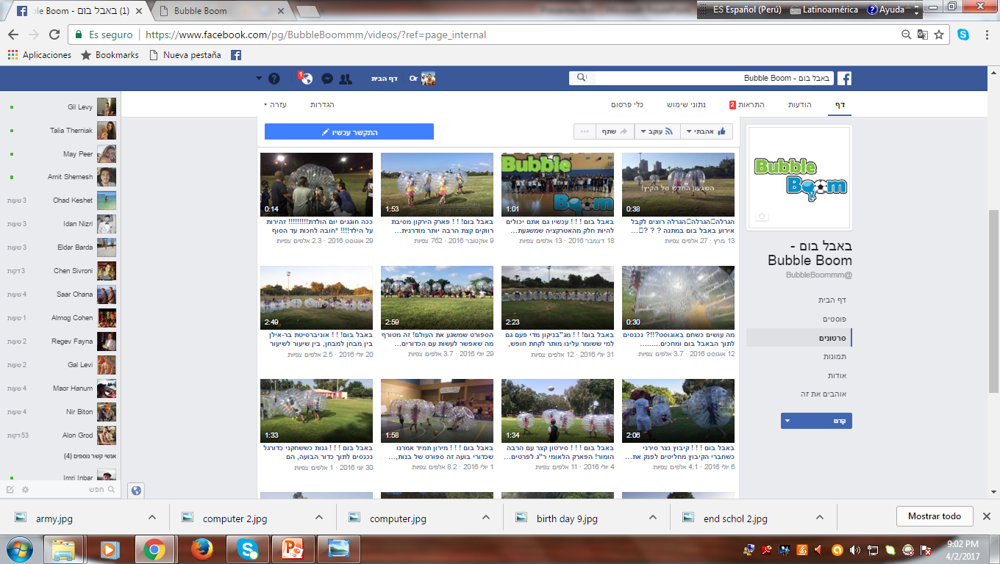 באבל בום - Bubble Boom (1)
Bubble Boom
ES Español (Perú)
Latinoamérica
Ayuda
Es seguro
https://www.facebook.com/pg/BubbleBoommm/videos/?ref=page_internal
Aplicaciones
Bookmarks
Nueva pestaña
באבל בום - Bubble Boom
Or
דף הבית
1
דף
הודעות
התראות 2
נתוני שימוש
כלי פרסום
הגדרות
עזרה
אהבתי
עוקב
שתף
התקשר עכשיו
Bubble
Boom
באבל בום -
Bubble Boom
@BubbleBoommm
דף הבית
פוסטים
סרטונים
תמונות
אודות
אוהבים את זה
קדם
השגעון החדש של הקיץ!
0:38
הגרלה הגרלה הגרלה רוצים לקבל
אירוע באבל בום במתנה ? ? ? ...
13 מרץ · 27 אלפים צפיות
Bubble
Boom
1:01
באבל בום ! ! ! עכשיו גם אתם יכולים
להיות חלק מהאטרקציה שמשגעת...
18 דצמבר 2016 · 13 אלפים צפיות
BUBBLE BOOM
1:53
באבל בום! ! ! פארק הירקון מסיבת
רווקים קצת הרבה יותר מודרנית...
9 אוקטובר 2016 · 762 צפיות
0:14
ככה חוגגים יום הולדת!!!!!!!!! זהירות
על הילד!!!! *חובה לחכות עד הסוף
29 אוגוסט 2016 · 2.3 אלפים צפיות
0:30
מה עושים כשחם באוגוסט?!!? נכנסים
לתוך הבאבל בום ומחכים.........
12 אוגוסט 2016 · 3.7 אלפים צפיות
2:23
באבל בום! ! ! מג"בניקון מדי פעם גם
למי ששומר עלינו מותר לקחת חופש,
31 יולי 2016 · 12 אלפים צפיות
2:59
הספורט שמשגע את העולם! זה מטורף
מה שאפשר לעשות עם הכדורים...
29 יולי 2016 · 3.7 אלפים צפיות
2:49
באבל בום! ! ! אוניברסיטת בר-אילן
בין מבחן למבחן, בין שיעור לשיעור
20 יולי 2016 · 2.5 אלפים צפיות
2:06
באבל בום ! ! ! קיבוץ נצר סירני
כשחברי הקיבוץ מחליטים לפנק את...
6 יולי 2016 · 4.1 אלפים צפיות
1:34
באבל בום ! ! ! סירטון קצר עם הרבה
הומור! הפארק הלאומי ר"ג לפרטים...
4 יולי 2016 · 11 אלפים צפיות
1:58
באבל בום ! ! ! מירון תמיד אמרנו
שכדורי בועה זה ספורט של בנות,...
1 יולי 2016 · 8.2 אלפים צפיות
1:33
באבל בום ! ! ! גנות כששחקני כדורגל
נכנסים לתוך כדור הבועה, הם
30 יוני 2016 · 1 אלפים צפיות
Gil Levy
Talia Therniak
May Peer
Amit Shemesh
Ohad Keshet 3 שעות
Idan Nizri 3 שעות
Eldar Barda 3 שעות
Chen Sivroni 3 דקות
Saar Ohana 4 שעות
Almog Cohen 1 שעות
Regev Fayna 2 שעות
Gal Levi 2 שעות
Maor Hanum 4 שעות
Nir Biton 4 שעות
Alon Grod 53 דקות
אנשי קשר נוספים (4)
Imri Inbar
חפש
army.jpg
computer 2.jpg
computer.jpg
birth day 9.jpg
end schol 2.jpg
Mostrar todo
9:02 PM
4/2/2017